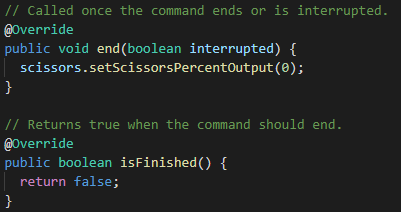 // Called once the command ends or is interrupted.
@Override
public void end(boolean interrupted) {
  scissors.setScissorsPercentOutput(0);
}

// Returns true when the command should end.
@Override
public boolean isFinished() {
  return false;
}